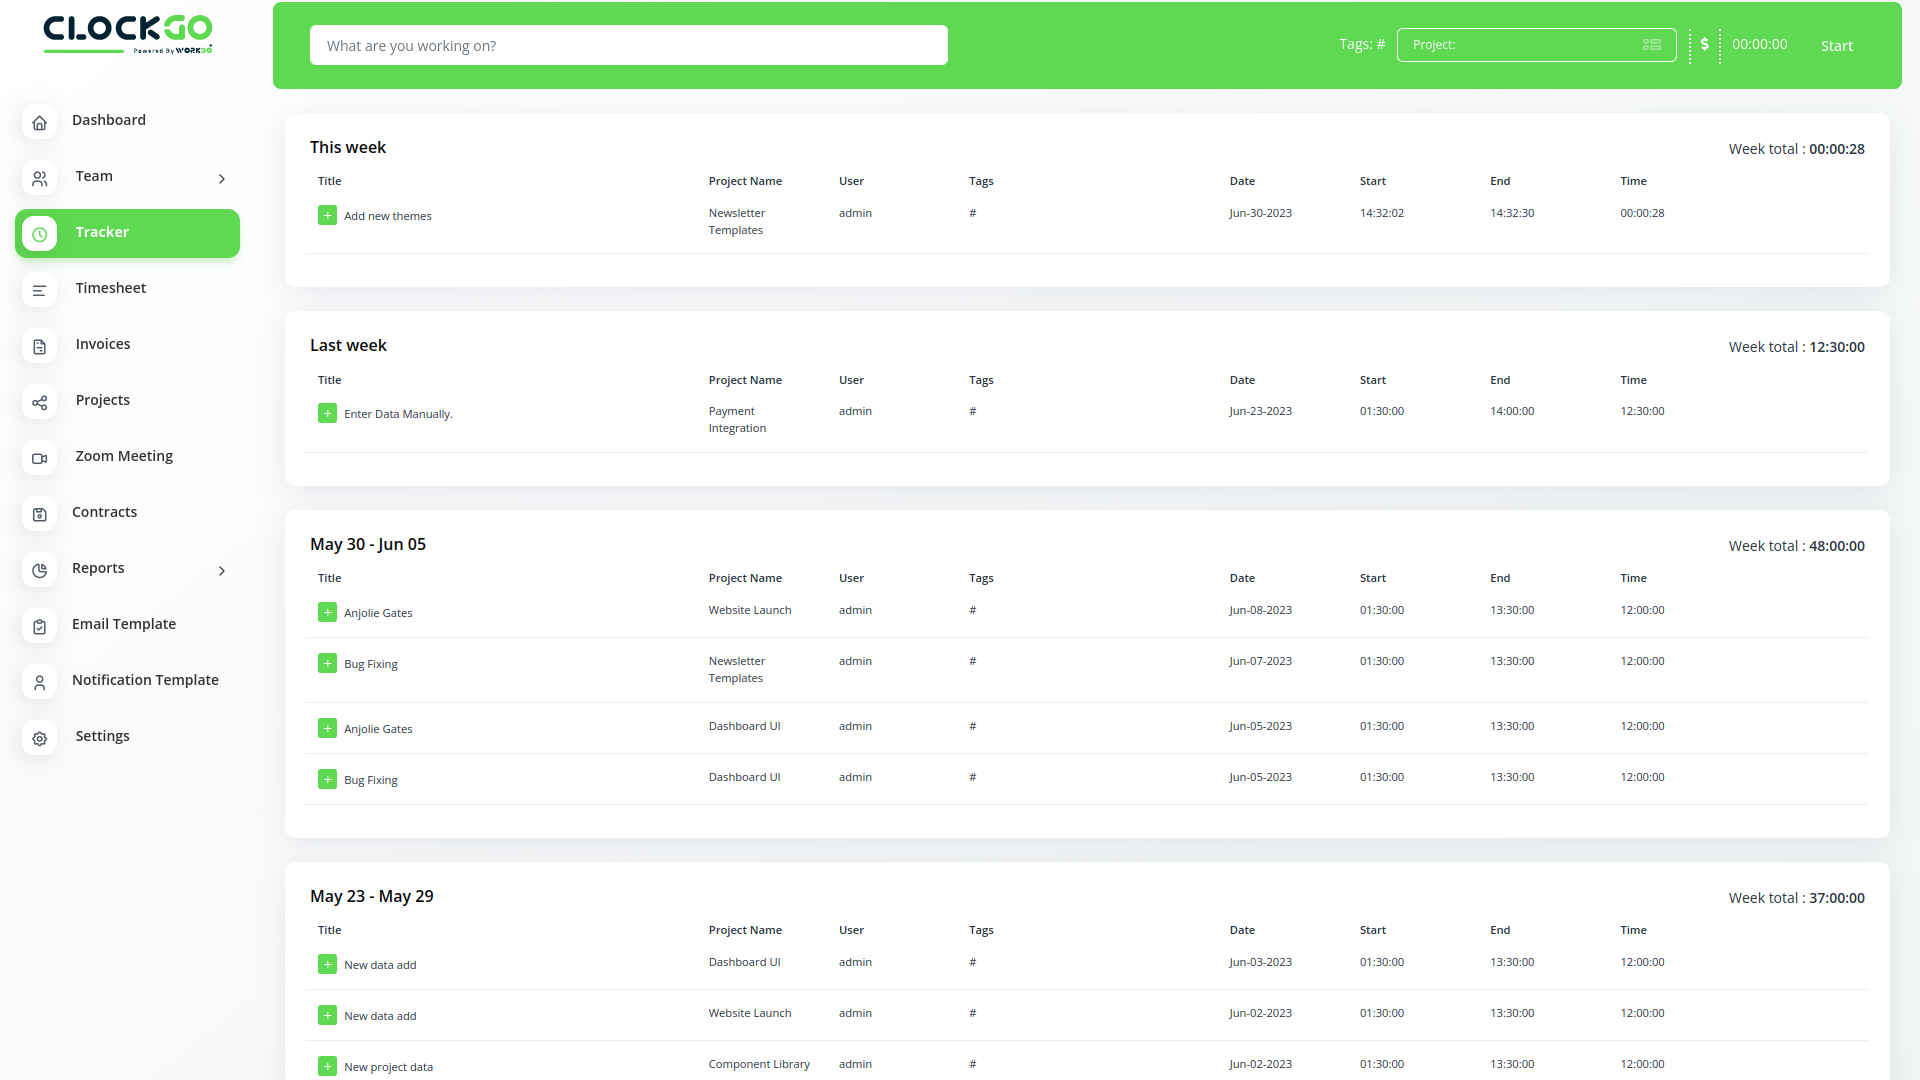 CLOCKGO
Powered By WORKDO
What are you working on?
Tags: #
Project:
$
00:00:00
Start
Dashboard
Team
Tracker
Timesheet
Invoices
Projects
Zoom Meeting
Contracts
Reports
Email Template
Notification Template
Settings
This week
Week total : 00:00:28
Title Project Name User Tags Date Start End Time
+ Add new themes Newsletter admin # Jun-30-2023 14:32:02 14:32:30 00:00:28
Templates
Last week
Week total : 12:30:00
Title Project Name User Tags Date Start End Time
+ Enter Data Manually. Payment admin # Jun-23-2023 01:30:00 14:00:00 12:30:00
Integration
May 30 - Jun 05
Week total : 48:00:00
Title Project Name User Tags Date Start End Time
+ Anjolie Gates Website Launch admin # Jun-08-2023 01:30:00 13:30:00 12:00:00
+ Bug Fixing Newsletter admin # Jun-07-2023 01:30:00 13:30:00 12:00:00
Templates
+ Anjolie Gates Dashboard UI admin # Jun-05-2023 01:30:00 13:30:00 12:00:00
+ Bug Fixing Dashboard UI admin # Jun-05-2023 01:30:00 13:30:00 12:00:00
May 23 - May 29
Week total : 37:00:00
Title Project Name User Tags Date Start End Time
+ New data add Dashboard UI admin # Jun-03-2023 01:30:00 13:30:00 12:00:00
+ New data add Website Launch admin # Jun-02-2023 01:30:00 13:30:00 12:00:00
+ New project data Component Library admin # Jun-02-2023 01:30:00 13:30:00 12:00:00